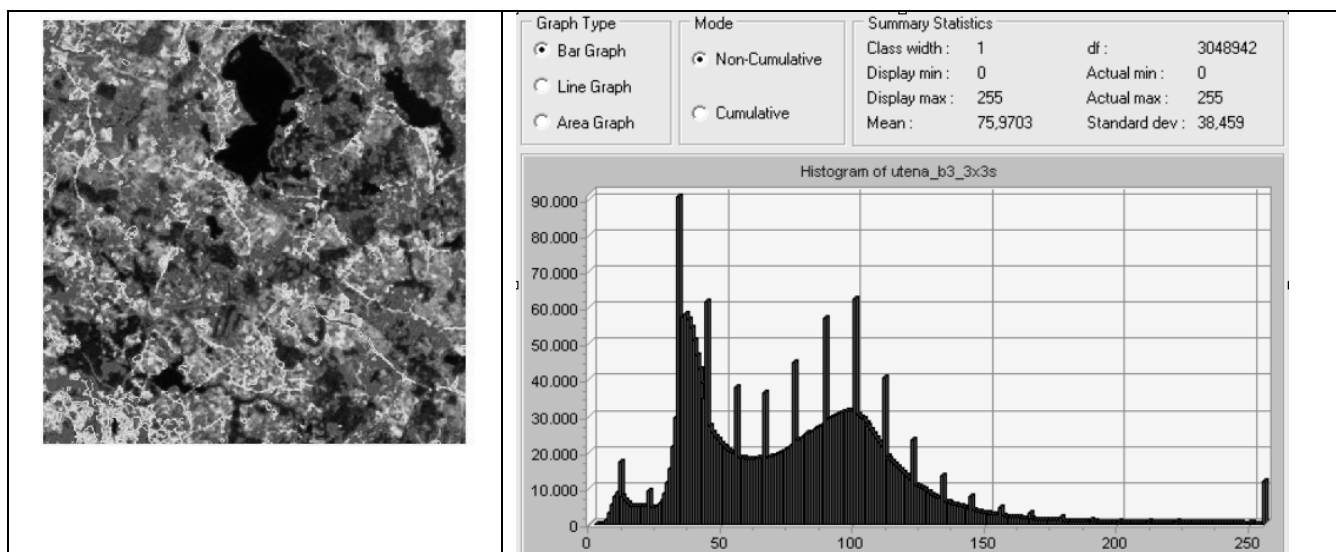 Graph Type
Mode
Summary Statistics
Bar Graph
Line Graph
Area Graph
Non-Cumulative
Cumulative
Class width : 1 df : 3048942
Display min : 0 Actual min : 0
Display max : 255 Actual max : 255
Mean : 75,9703 Standard dev : 38,459
Histogram of utena_b3_3x3s
90.000
80.000
70.000
60.000
50.000
40.000
30.000
20.000
10.000
0
0 50 100 150 200 250